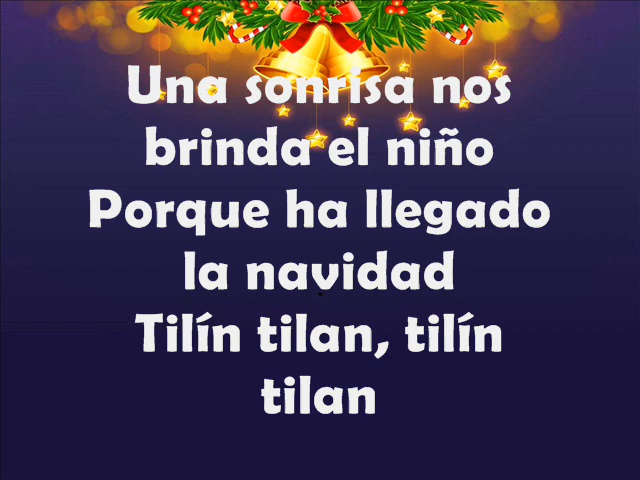 Una sonrisa nos
brinda el niño
Porque ha llegado
la navidad
Tilín tilan, tilín
tilan